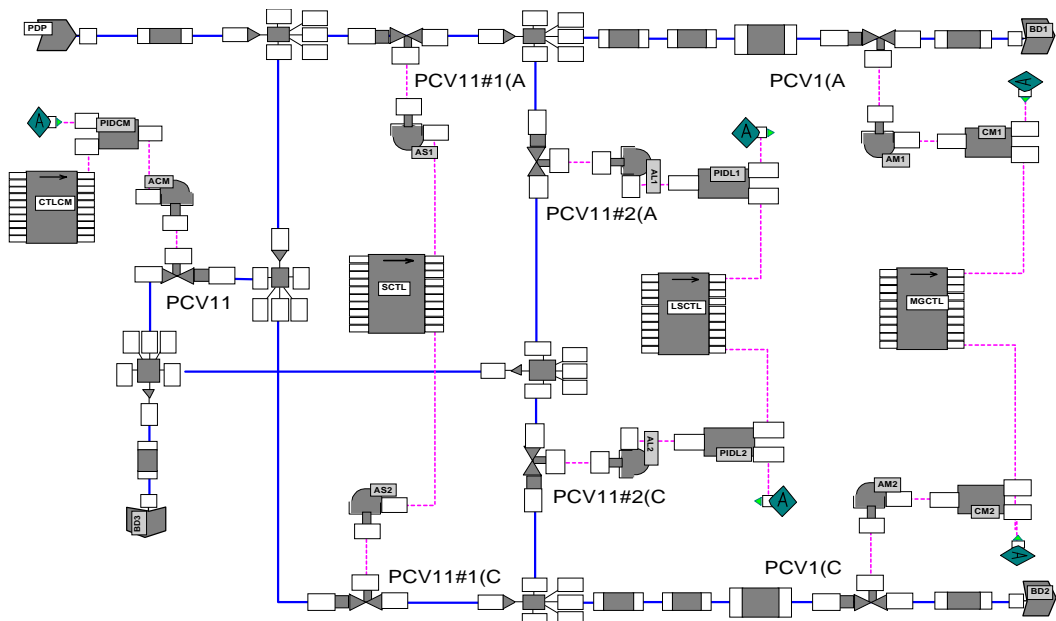 PDP
BD1
PCV11#1(A
PCV1(A
A
A
PIDCM
AS1
CM1
AM1
A
ACM
AL1
PIDL1
CTLCM
PCV11#2(A
SCTL
PCV11
LSCTL
MGCTL
AL2
PIDL2
AS2
PCV11#2(C
A
AM2
CM2
BD3
A
PCV11#1(C
PCV1(C
BD2